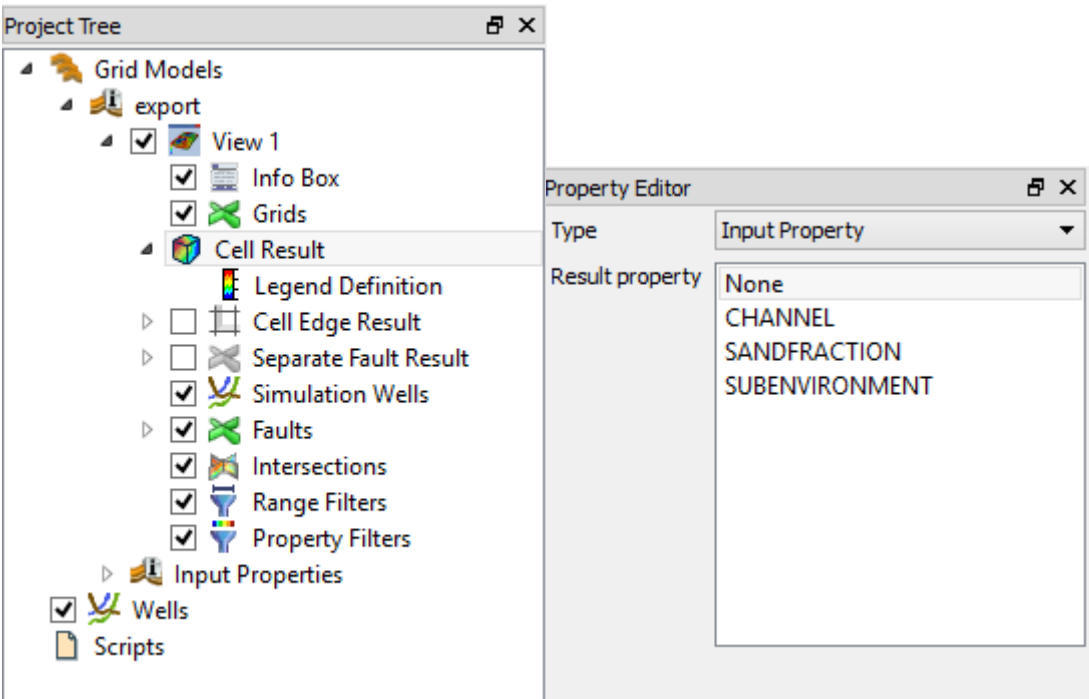 Project Tree
Grid Models
export
View 1
Info Box
Grids
Cell Result
Legend Definition
Cell Edge Result
Separate Fault Result
Simulation Wells
Faults
Intersections
Range Filters
Property Filters
Input Properties
Wells
Scripts
Property Editor
Type
Input Property
Result property
None
CHANNEL
SANDFRACTION
SUBENVIRONMENT